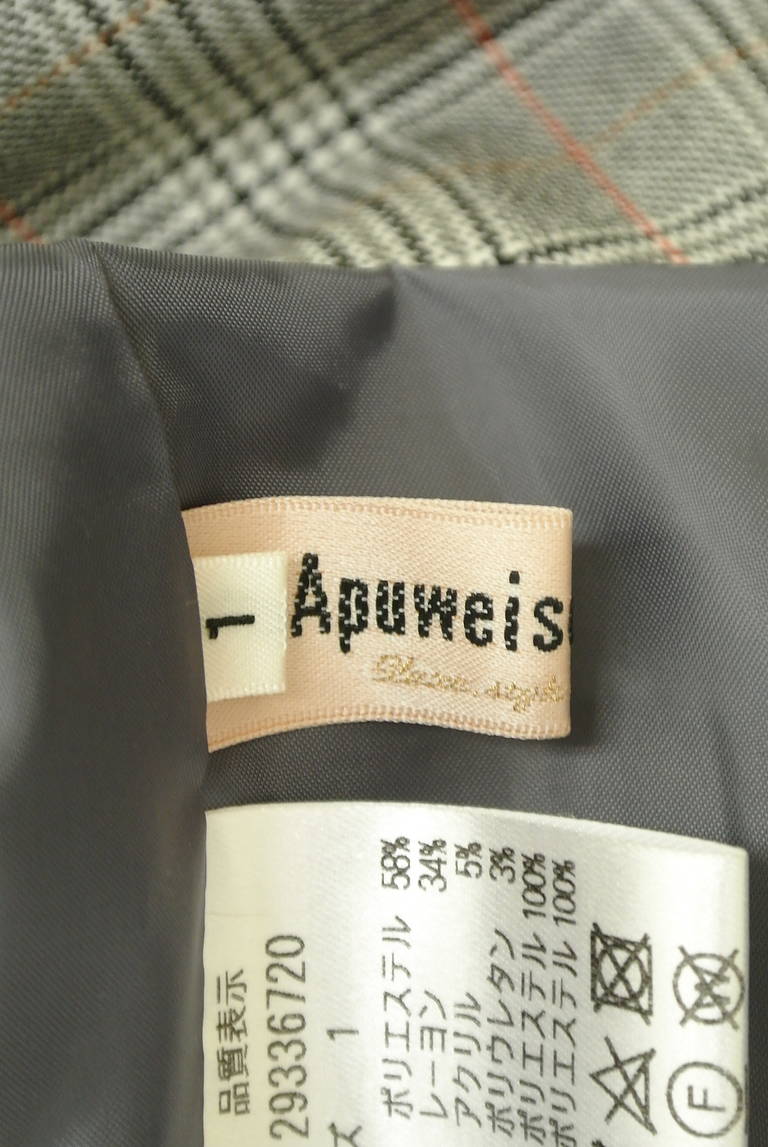 1
Apuweis
品質表示
29336720
ズ 1
ポリエステル 58%
レーヨン 34%
アクリル 5%
ポリウレタン 3%
ポリエステル 100%
ポリエステル 100%
W
F